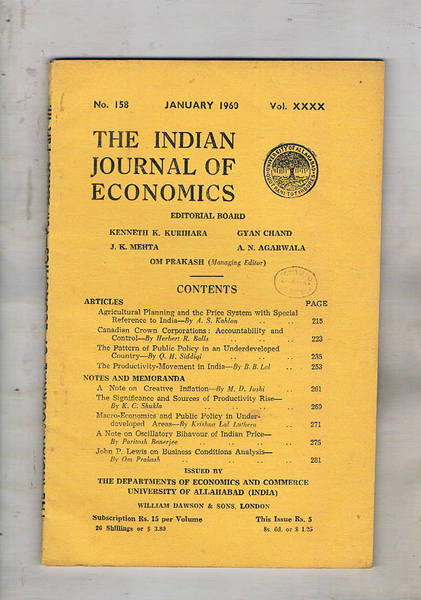 No. 158 JANUARY 1960 Vol. XXXX
THE INDIAN
JOURNAL OF
ECONOMICS
EDITORIAL BOARD
KENNETH K. KURIHARA GYAN CHAND
J. K. MEHTA A. N. AGARWALA
OM PRAKASH (Managing Editor)
CONTENTS
ARTICLES PAGE
Agricultural Planning and the Price System with Special
Reference to India—By A. S. Kahlon .. .. .. 215
Canadian Crown Corporations: Accountability and
Control—By Herbert R. Balls .. .. .. 223
The Pattern of Public Policy in an Underdeveloped
Country—By Q. H. Siddiqi .. .. .. 235
The Productivity-Movement in India—By B. B. Lal .. 253
NOTES AND MEMORANDA
A Note on Creative Inflation—By M. D. Joshi .. 261
The Significance and Sources of Productivity Rise—
By K. C. Shukla .. .. .. .. 269
Macro-Economics and Public Policy in Under-
developed Areas—By Krishna Lal Luthera .. 271
A Note on Oscillatory Bihavour of Indian Price—
By Paritosh Banerjee .. .. .. .. 275
John P. Lewis on Business Conditions Analysis—
By Om Prakash .. .. .. .. 281
ISSUED BY
THE DEPARTMENTS OF ECONOMICS AND COMMERCE
UNIVERSITY OF ALLAHABAD (INDIA)
WILLIAM DAWSON & SONS, LONDON
Subscription Rs. 15 per Volume This Issue Rs. 5
26 Shillings or $ 3.80 8s. 6d. or $ 1.25